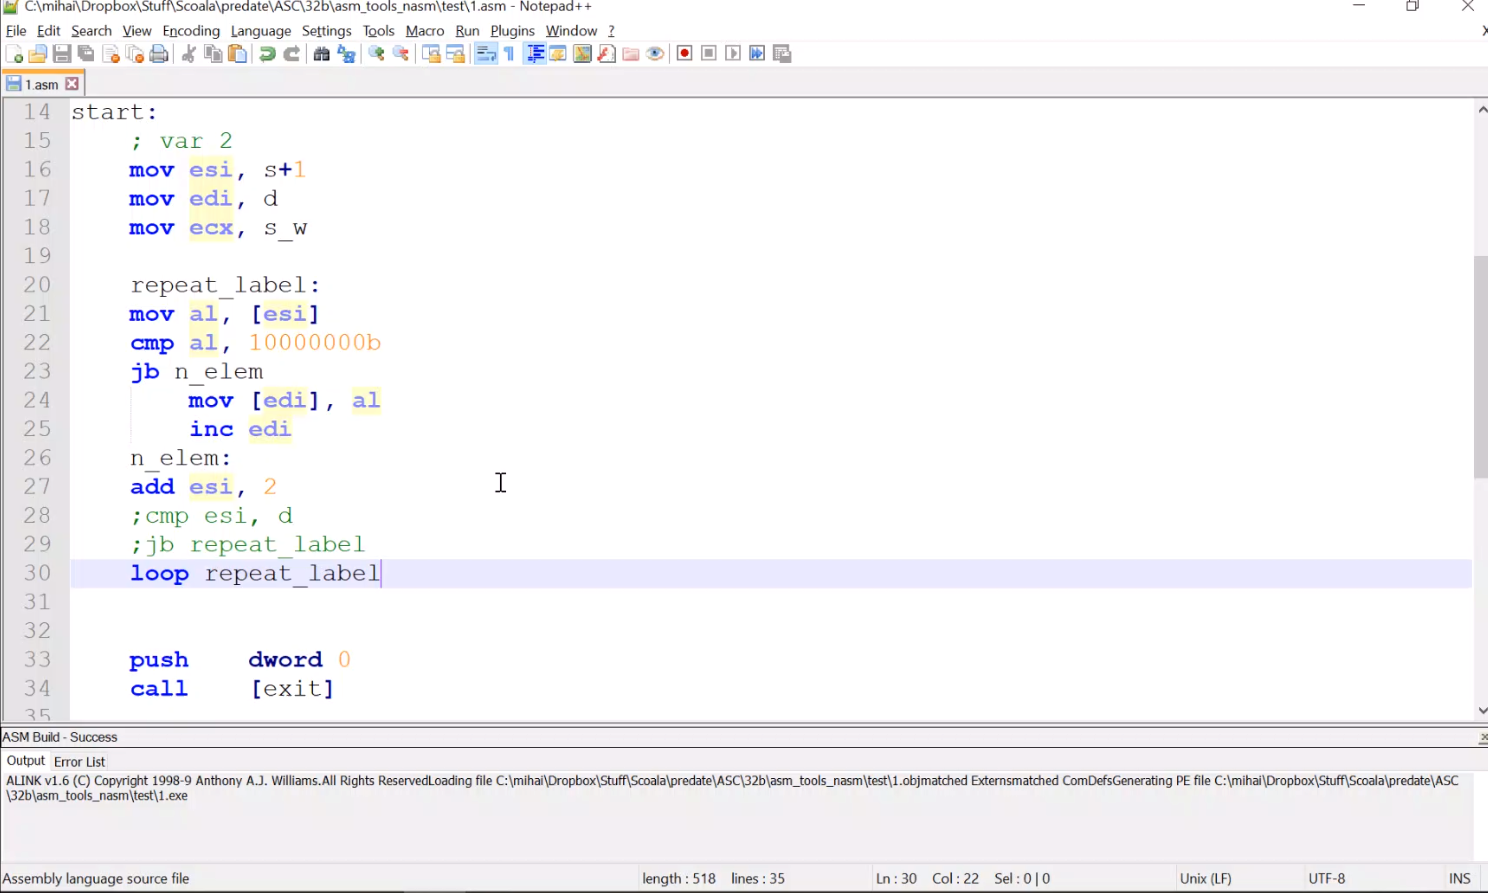 C:\mihai\Dropbox\Stuff\Scoala\predate\ASC\32b\asm_tools_nasm\test\1.asm - Notepad++
File Edit Search View Encoding Language Settings Tools Macro Run Plugins Window ? X
1.asm
14 start:
15 ; var 2
16 mov esi, s+1
17 mov edi, d
18 mov ecx, s_w
19
20 repeat_label:
21 mov al, [esi]
22 cmp al, 10000000b
23 jb n_elem
24 mov [edi], al
25 inc edi
26 n_elem:
27 add esi, 2
28 ;cmp esi, d
29 ;jb repeat_label
30 loop repeat_label
31
32
33 push dword 0
34 call [exit]
35
ASM Build - Success
Output Error List
ALINK v1.6 (C) Copyright 1998-9 Anthony A.J. Williams.All Rights ReservedLoading file C:\mihai\Dropbox\Stuff\Scoala\predate\ASC\32b\asm_tools_nasm\test\1.objmatched Externsmatched ComDefsGenerating PE file C:\mihai\Dropbox\Stuff\Scoala\predate\ASC
\32b\asm_tools_nasm\test\1.exe
Assembly language source file length : 518 lines : 35 Ln : 30 Col : 22 Sel : 0 | 0 Unix (LF) UTF-8 INS